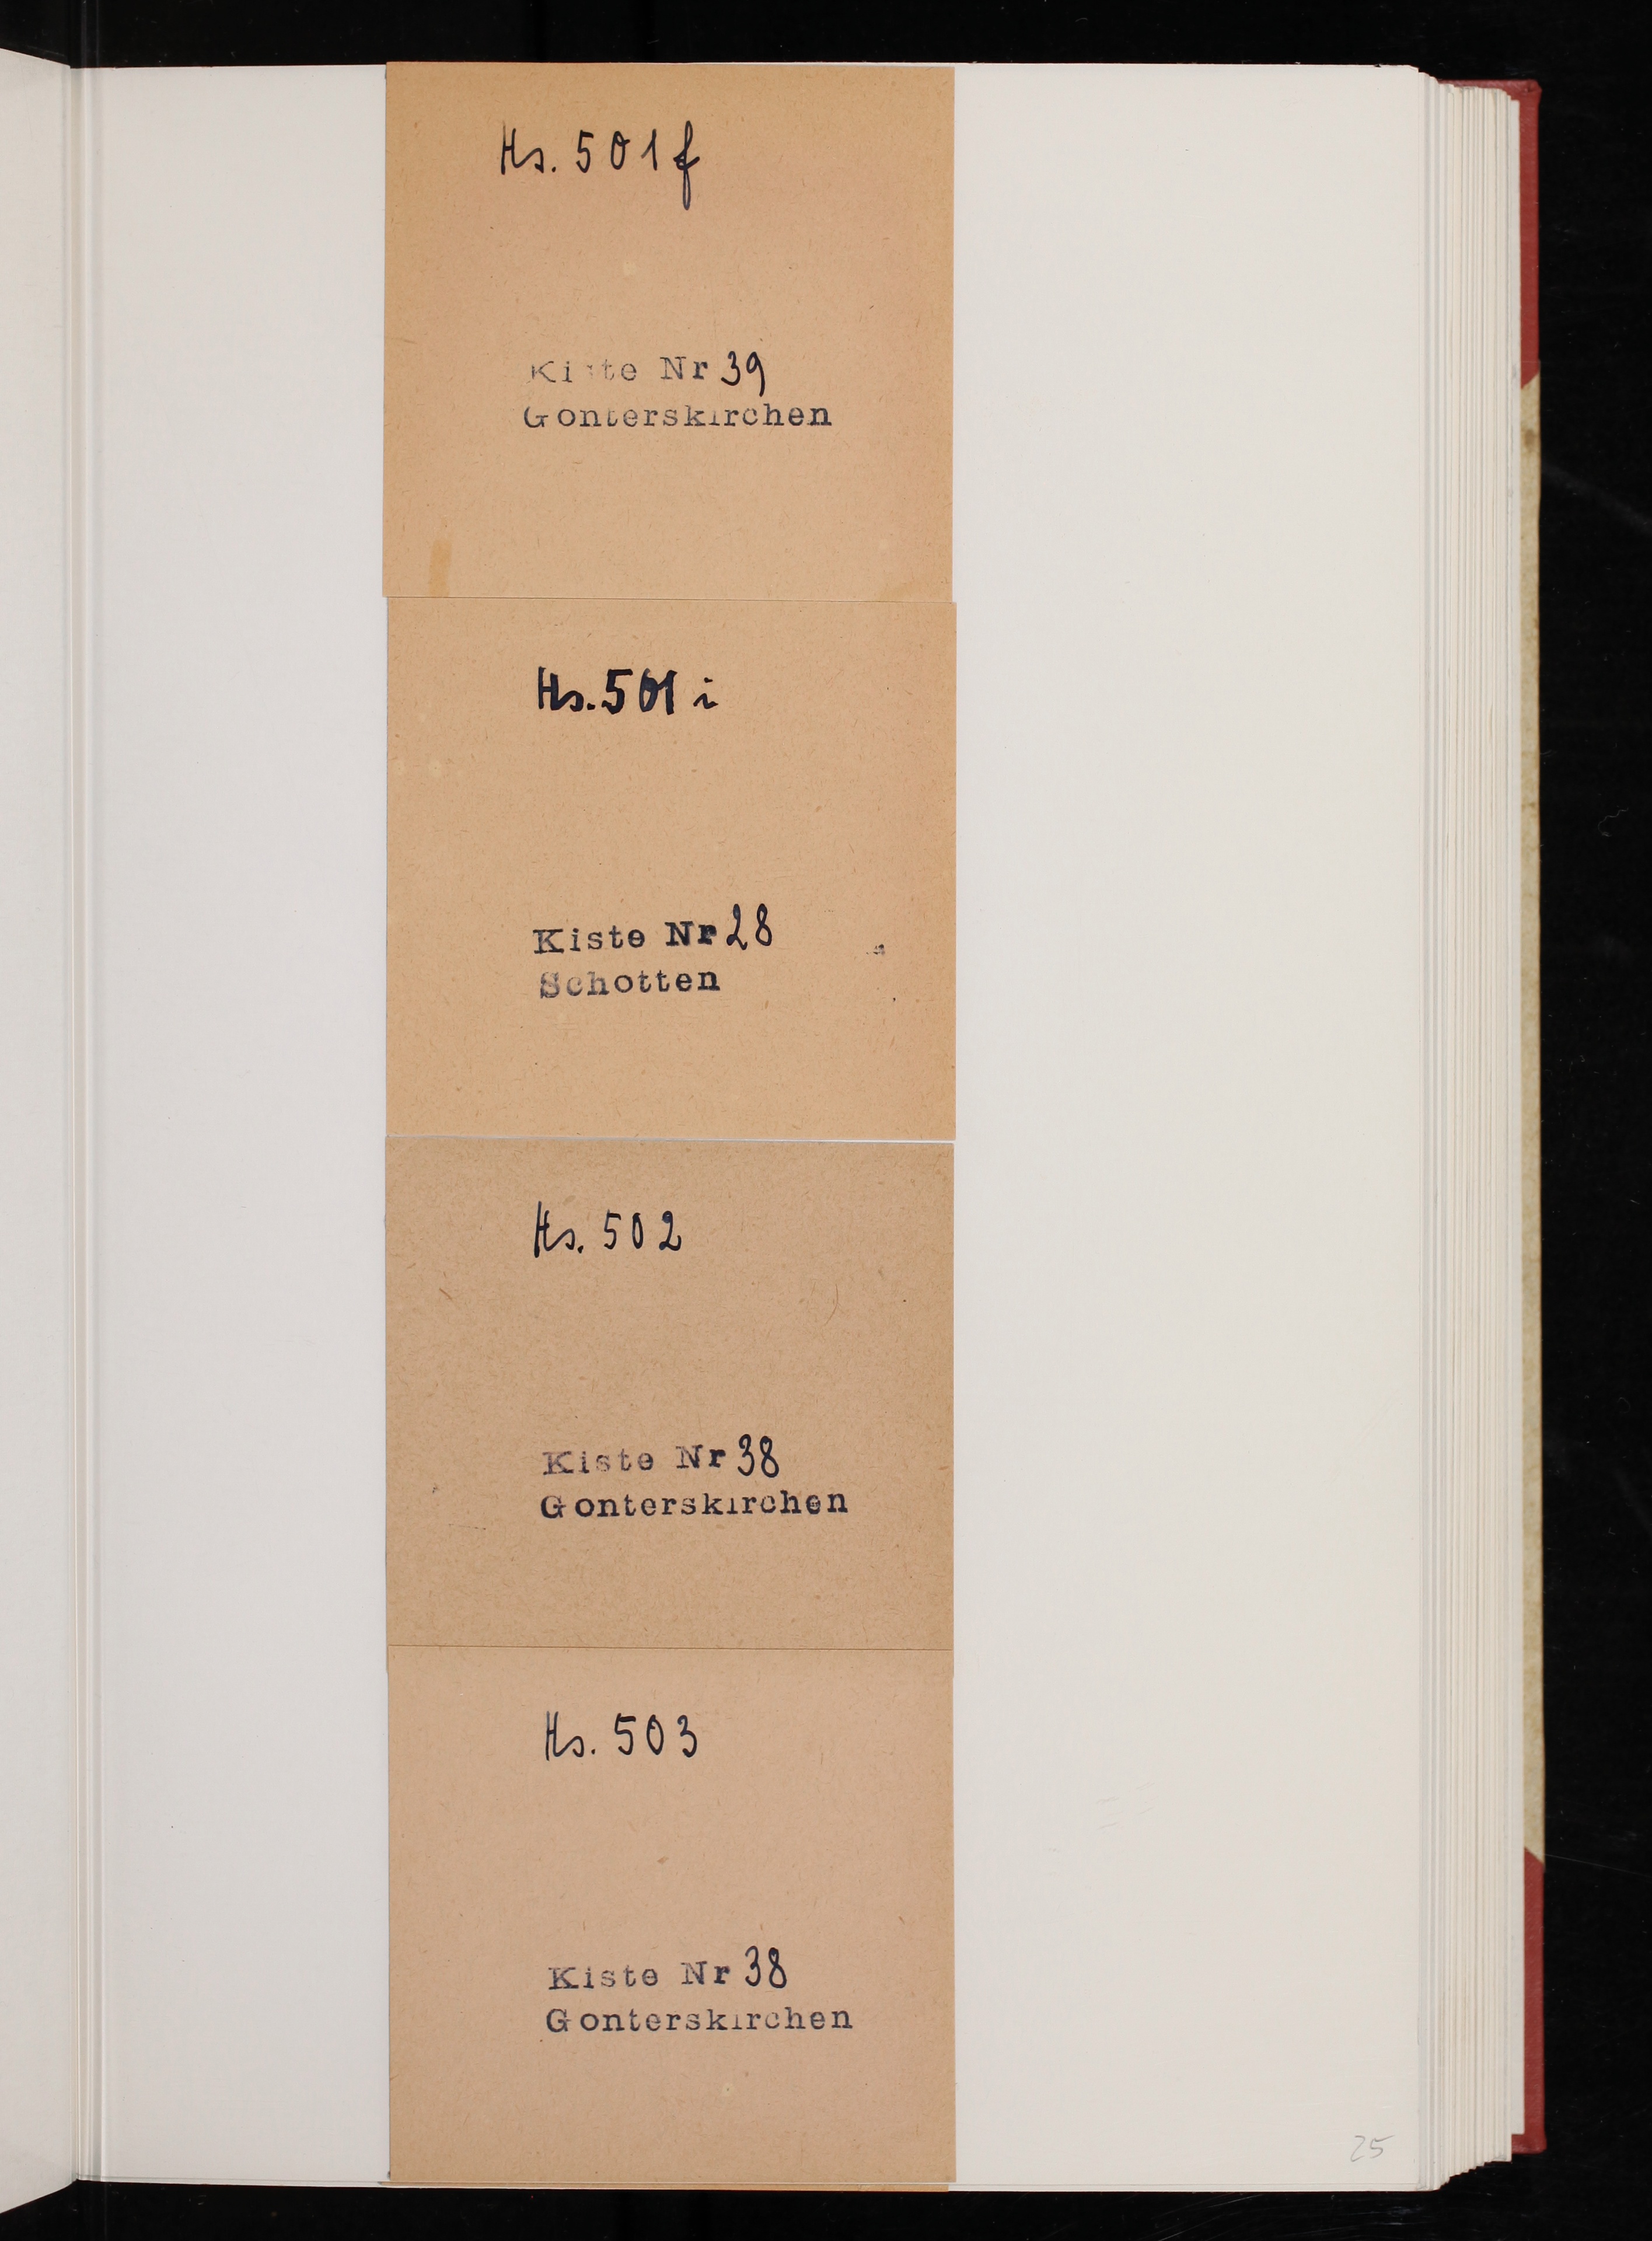 Hs. 501f
Kiste Nr 39
Gonterskirchen
Hs. 501 i
Kiste Nr 28
Schotten
Hs. 502
Kiste Nr 38
Gonterskirchen
Hs. 503
Kiste Nr 38
Gonterskirchen
25